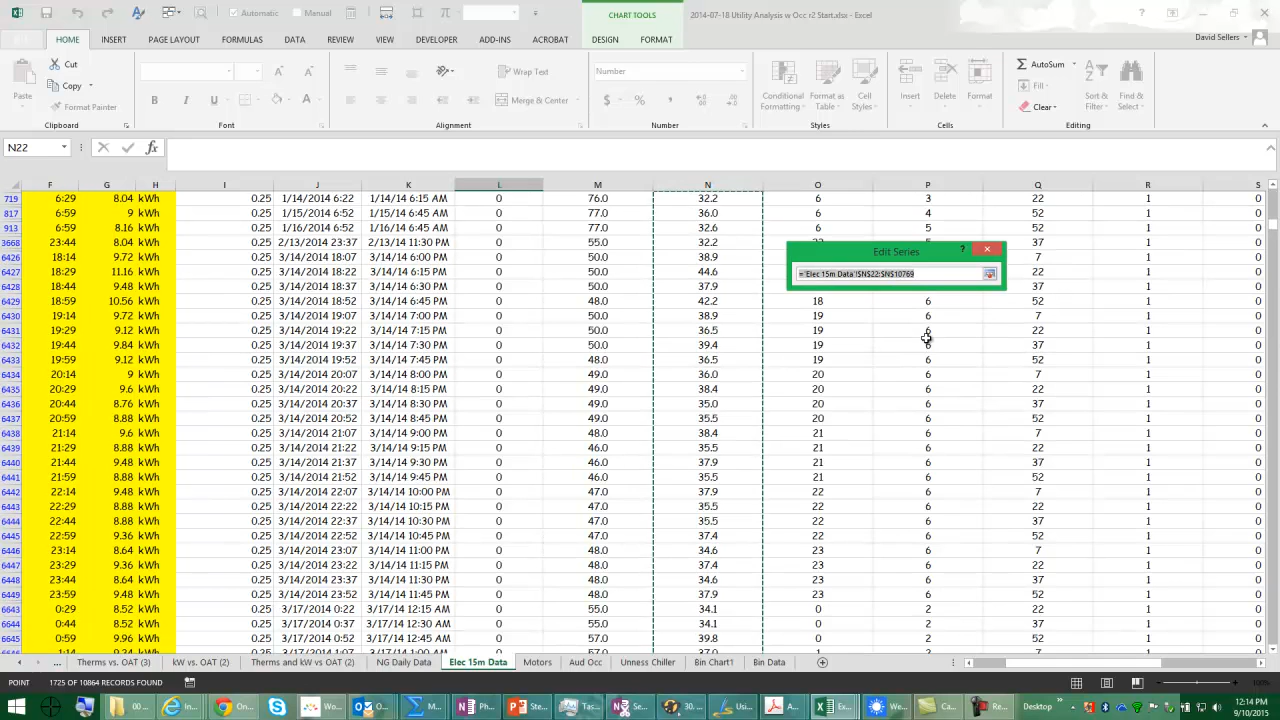 CHART TOOLS
2014-07-18 Utility Analysis w Occ r2 Start.xlsx - Excel
Automatic
Manual
HOME INSERT PAGE LAYOUT FORMULAS DATA REVIEW VIEW DEVELOPER ADD-INS ACROBAT DESIGN FORMAT
David Sellers
Paste
Cut
Copy
Format Painter
B I U
Wrap Text
Merge & Center
Number
$ % ,
Conditional Formatting
Format as Table
Cell Styles
Insert Delete Format
AutoSum
Fill
Clear
Sort & Filter
Find & Select
Clipboard Font Alignment Number Styles Cells Editing
N22 fx
F G H I J K L M N O P Q R S
719 6:29 8.04 kWh 0.25 1/14/2014 6:22 1/14/14 6:15 AM 0 76.0 32.2 6 3 22 1 0
817 6:59 9 kWh 0.25 1/15/2014 6:52 1/15/14 6:45 AM 0 77.0 36.0 6 4 52 1 0
913 6:59 8.16 kWh 0.25 1/16/2014 6:52 1/16/14 6:45 AM 0 77.0 32.6 6 5 52 1 0
3668 23:44 8.04 kWh 0.25 2/13/2014 23:37 2/13/14 11:30 PM 0 55.0 32.2 37 1 0
6426 18:14 9.72 kWh 0.25 3/14/2014 18:07 3/14/14 6:00 PM 0 50.0 38.9 7 1 0
6427 18:29 11.16 kWh 0.25 3/14/2014 18:22 3/14/14 6:15 PM 0 50.0 44.6 22 1 0
6428 18:44 9.48 kWh 0.25 3/14/2014 18:37 3/14/14 6:30 PM 0 50.0 37.9 37 1 0
6429 18:59 10.56 kWh 0.25 3/14/2014 18:52 3/14/14 6:45 PM 0 48.0 42.2 18 6 52 1 0
6430 19:14 9.72 kWh 0.25 3/14/2014 19:07 3/14/14 7:00 PM 0 50.0 38.9 19 6 7 1 0
6431 19:29 9.12 kWh 0.25 3/14/2014 19:22 3/14/14 7:15 PM 0 50.0 36.5 19 6 22 1 0
6432 19:44 9.84 kWh 0.25 3/14/2014 19:37 3/14/14 7:30 PM 0 50.0 39.4 19 6 37 1 0
6433 19:59 9.12 kWh 0.25 3/14/2014 19:52 3/14/14 7:45 PM 0 48.0 36.5 19 6 52 1 0
6434 20:14 9 kWh 0.25 3/14/2014 20:07 3/14/14 8:00 PM 0 49.0 36.0 20 6 7 1 0
6435 20:29 9.6 kWh 0.25 3/14/2014 20:22 3/14/14 8:15 PM 0 49.0 38.4 20 6 22 1 0
6436 20:44 8.76 kWh 0.25 3/14/2014 20:37 3/14/14 8:30 PM 0 49.0 35.0 20 6 37 1 0
6437 20:59 8.88 kWh 0.25 3/14/2014 20:52 3/14/14 8:45 PM 0 49.0 35.5 20 6 52 1 0
6438 21:14 9.6 kWh 0.25 3/14/2014 21:07 3/14/14 9:00 PM 0 48.0 38.4 21 6 7 1 0
6439 21:29 8.88 kWh 0.25 3/14/2014 21:22 3/14/14 9:15 PM 0 46.0 35.5 21 6 22 1 0
6440 21:44 9.48 kWh 0.25 3/14/2014 21:37 3/14/14 9:30 PM 0 46.0 37.9 21 6 37 1 0
6441 21:59 8.88 kWh 0.25 3/14/2014 21:52 3/14/14 9:45 PM 0 46.0 35.5 21 6 52 1 0
6442 22:14 9.48 kWh 0.25 3/14/2014 22:07 3/14/14 10:00 PM 0 47.0 37.9 22 6 7 1 0
6443 22:29 8.88 kWh 0.25 3/14/2014 22:22 3/14/14 10:15 PM 0 47.0 35.5 22 6 22 1 0
6444 22:44 8.88 kWh 0.25 3/14/2014 22:37 3/14/14 10:30 PM 0 47.0 35.5 22 6 37 1 0
6445 22:59 9.36 kWh 0.25 3/14/2014 22:52 3/14/14 10:45 PM 0 47.0 37.4 22 6 52 1 0
6446 23:14 8.64 kWh 0.25 3/14/2014 23:07 3/14/14 11:00 PM 0 48.0 34.6 23 6 7 1 0
6447 23:29 9.36 kWh 0.25 3/14/2014 23:22 3/14/14 11:15 PM 0 48.0 37.4 23 6 22 1 0
6448 23:44 8.64 kWh 0.25 3/14/2014 23:37 3/14/14 11:30 PM 0 48.0 34.6 23 6 37 1 0
6449 23:59 9.48 kWh 0.25 3/14/2014 23:52 3/14/14 11:45 PM 0 48.0 37.9 23 6 52 1 0
6643 0:29 8.52 kWh 0.25 3/17/2014 0:22 3/17/14 12:15 AM 0 55.0 34.1 0 2 22 1 0
6644 0:44 8.52 kWh 0.25 3/17/2014 0:37 3/17/14 12:30 AM 0 55.0 34.1 0 2 37 1 0
6645 0:59 9.96 kWh 0.25 3/17/2014 0:52 3/17/14 12:45 AM 0 57.0 39.8 0 2 52 1 0
Edit Series ?
='Elec 15m Data'!$N$22:$N$10769
... Therms vs. OAT (3) kW vs. OAT (2) Therms and kW vs OAT (2) NG Daily Data Elec 15m Data Motors Aud Occ Unness Chiller Bin Chart1 Bin Data
POINT 1725 OF 10864 RECORDS FOUND 100%
00 ... In... Wo... O... M... Ph... Ste... Tas... Se... 30... Us... A... Ex... We... Re... Desktop
12:14 PM
9/10/2015